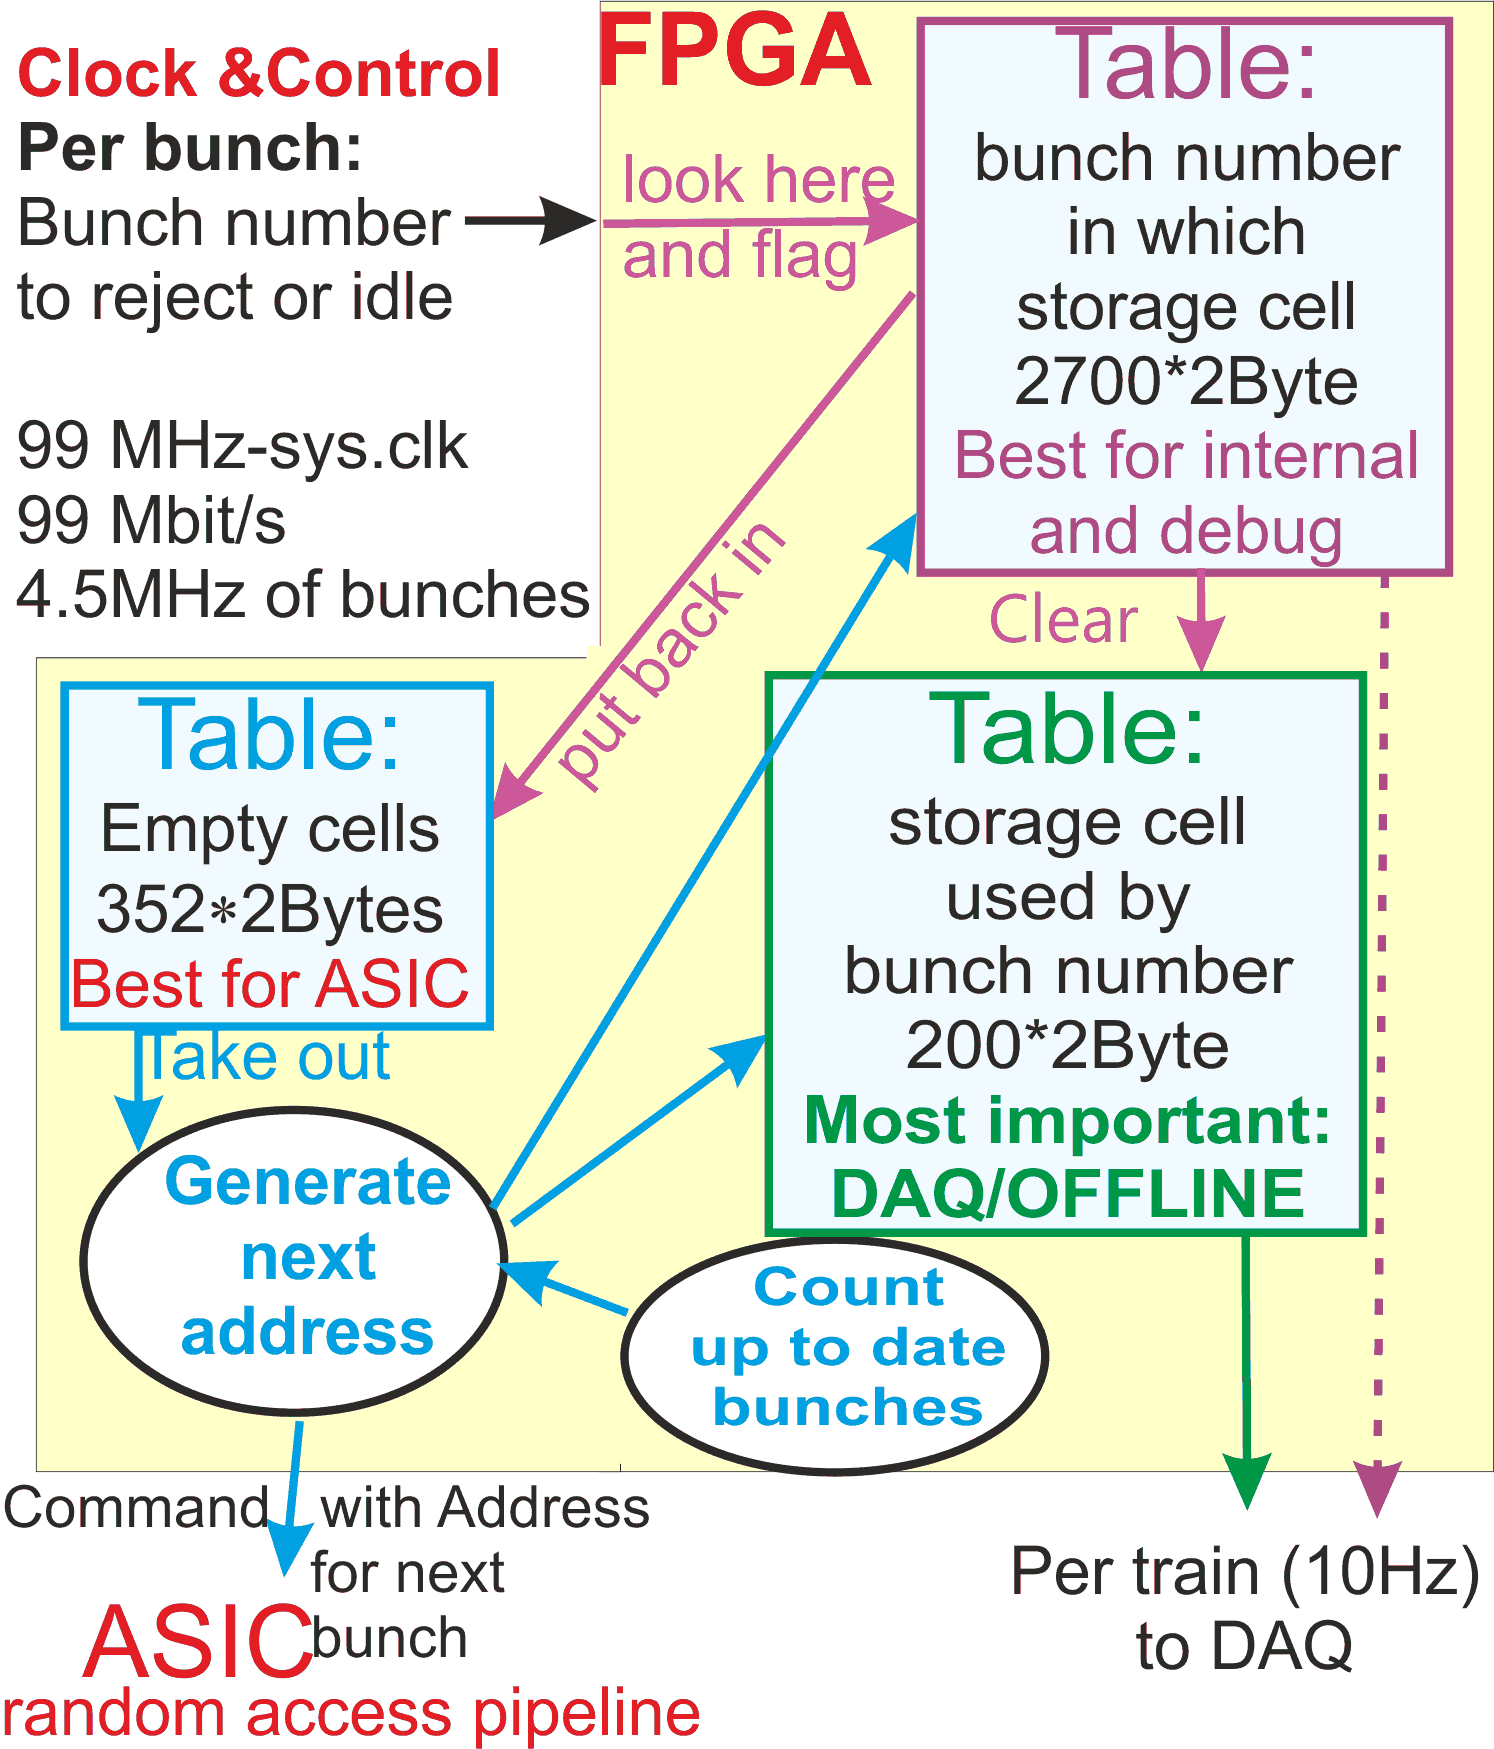 Clock &Control
Per bunch:
Bunch number
to reject or idle
99 MHz-sys.clk
99 Mbit/s
4.5MHz of bunches
FPGA
look here
and flag
Table:
bunch number
in which
storage cell
2700*2Byte
Best for internal
and debug
put back in
Clear
Table:
Empty cells
352*2Bytes
Best for ASIC
Take out
Table:
storage cell
used by
bunch number
200*2Byte
Most important:
DAQ/OFFLINE
Generate
next
address
Count
up to date
bunches
Command with Address
for next
bunch
ASIC
random access pipeline
Per train (10Hz)
to DAQ